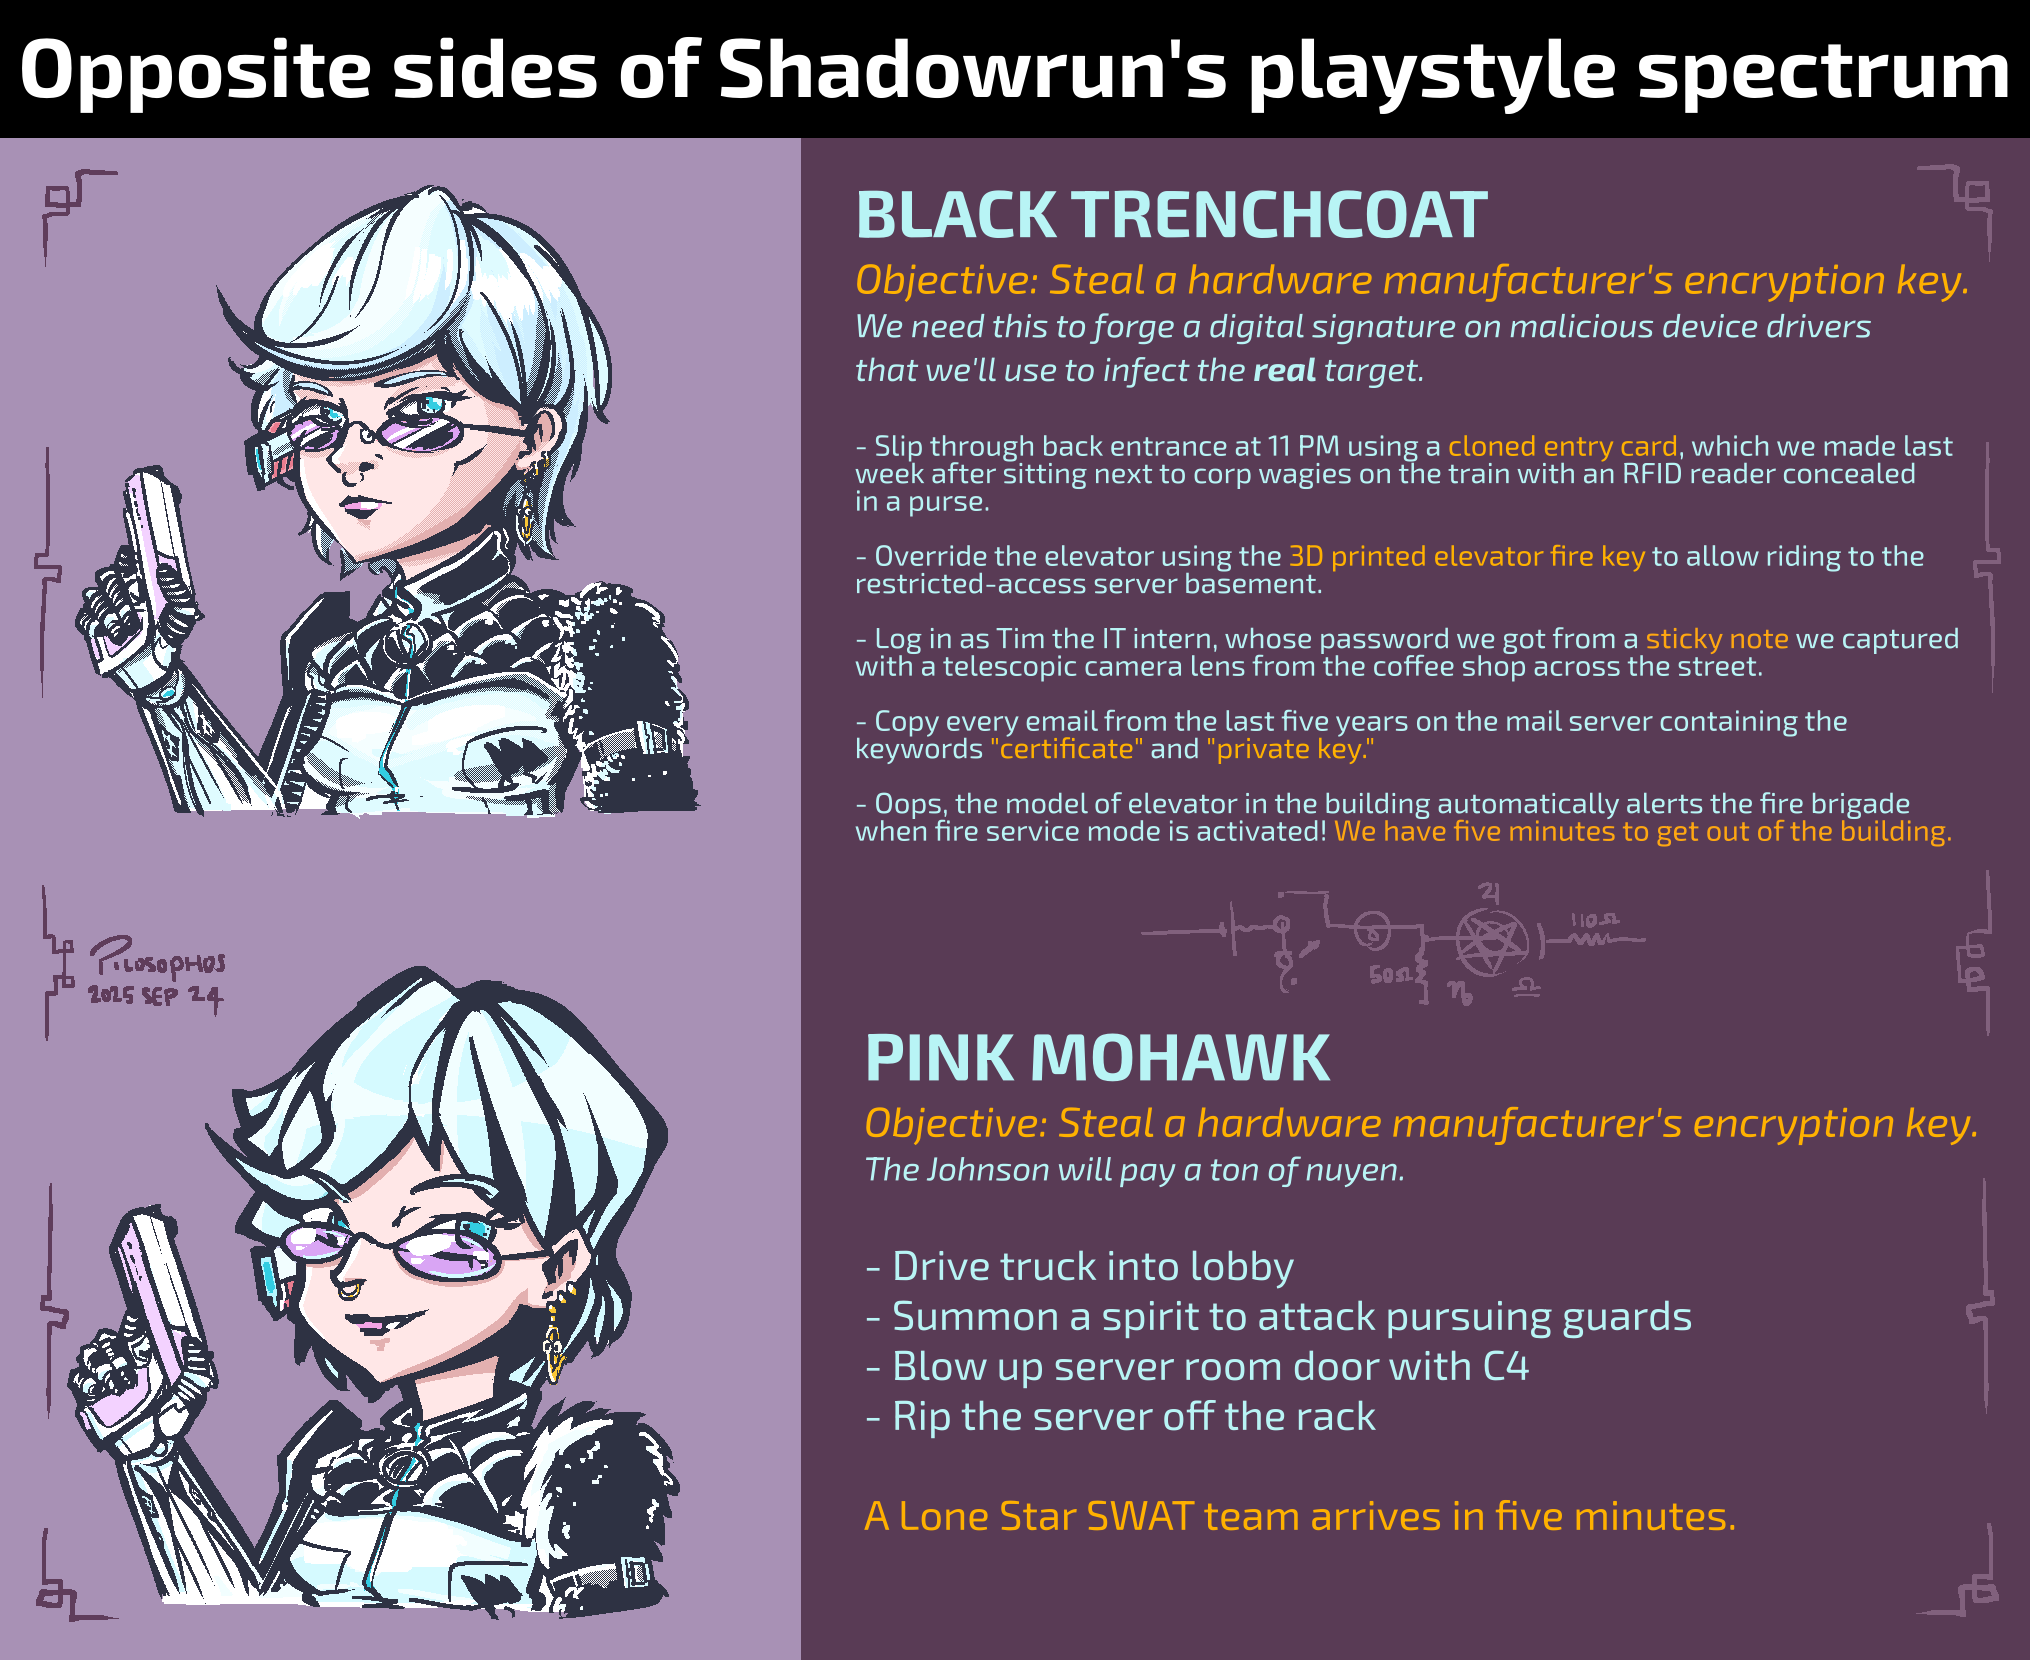 Opposite sides of Shadowrun's playstyle spectrum
BLACK TRENCHCOAT
Objective: Steal a hardware manufacturer's encryption key.
We need this to forge a digital signature on malicious device drivers
that we'll use to infect the real target.
- Slip through back entrance at 11 PM using a cloned entry card, which we made last
week after sitting next to corp wagies on the train with an RFID reader concealed
in a purse.
- Override the elevator using the 3D printed elevator fire key to allow riding to the
restricted-access server basement.
- Log in as Tim the IT intern, whose password we got from a sticky note we captured
with a telescopic camera lens from the coffee shop across the street.
- Copy every email from the last five years on the mail server containing the
keywords "certificate" and "private key."
- Oops, the model of elevator in the building automatically alerts the fire brigade
when fire service mode is activated! We have five minutes to get out of the building.
110Ω
50Ω
Pilosophos
2025 SEP 24
PINK MOHAWK
Objective: Steal a hardware manufacturer's encryption key.
The Johnson will pay a ton of nuyen.
- Drive truck into lobby
- Summon a spirit to attack pursuing guards
- Blow up server room door with C4
- Rip the server off the rack
A Lone Star SWAT team arrives in five minutes.